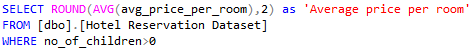 SELECT ROUND(AVG(avg_price_per_room),2) as 'Average price per room'
FROM [dbo].[Hotel Reservation Dataset]
WHERE no_of_children>0